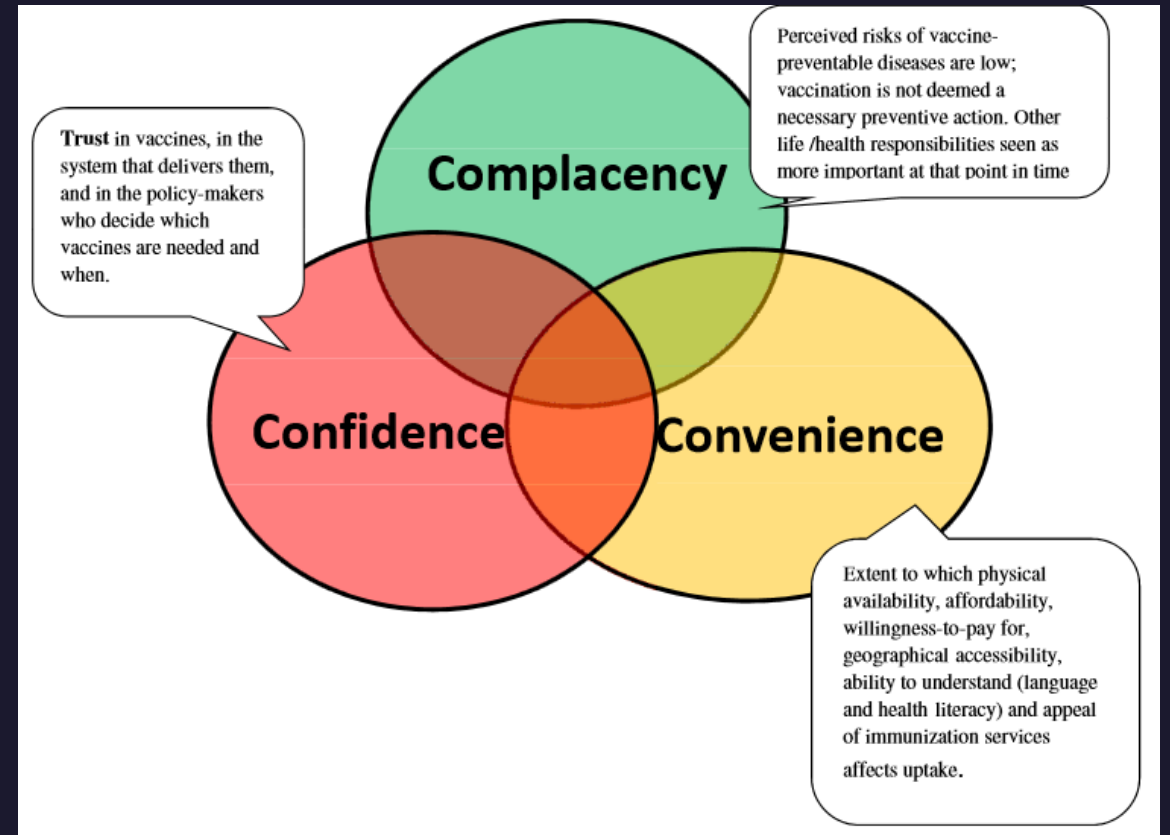 Perceived risks of vaccine-
preventable diseases are low;
vaccination is not deemed a
necessary preventive action. Other
life /health responsibilities seen as
more important at that point in time
Trust in vaccines, in the
system that delivers them,
and in the policy-makers
who decide which
vaccines are needed and
when.
Complacency
Confidence
Convenience
Extent to which physical
availability, affordability,
willingness-to-pay for,
geographical accessibility,
ability to understand (language
and health literacy) and appeal
of immunization services
affects uptake.